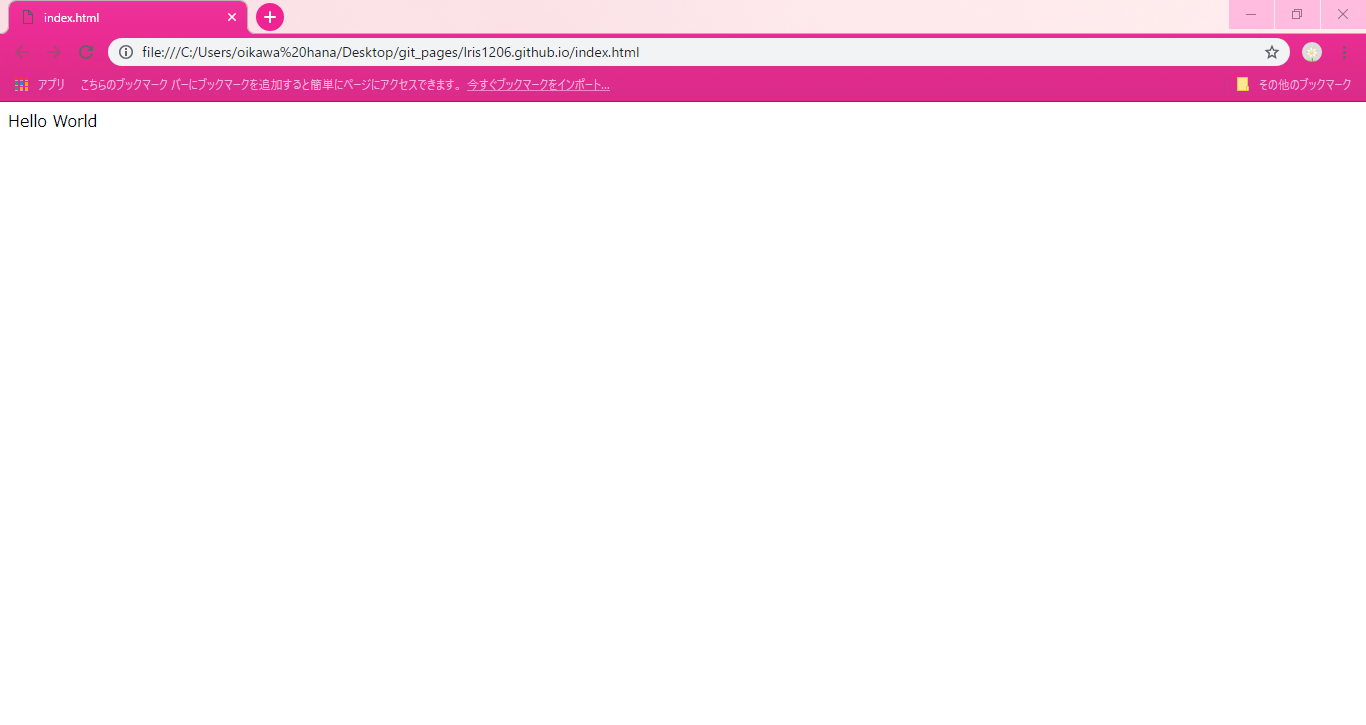 index.html
file:///C:/Users/oikawa%20hana/Desktop/git_pages/Iris1206.github.io/index.html
アプリ こちらのブックマーク バーにブックマークを追加すると簡単にページにアクセスできます。 今すぐブックマークをインポート... その他のブックマーク
Hello World